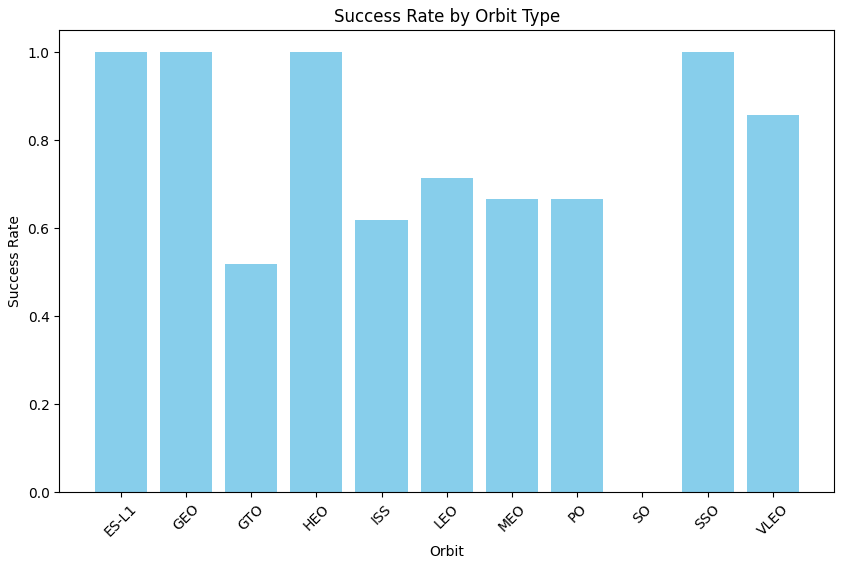 Success Rate by Orbit Type
Success Rate
1.0
0.8
0.6
0.4
0.2
0.0
ES-L1
GEO
GTO
HEO
ISS
LEO
MEO
PO
SO
SSO
VLEO
Orbit